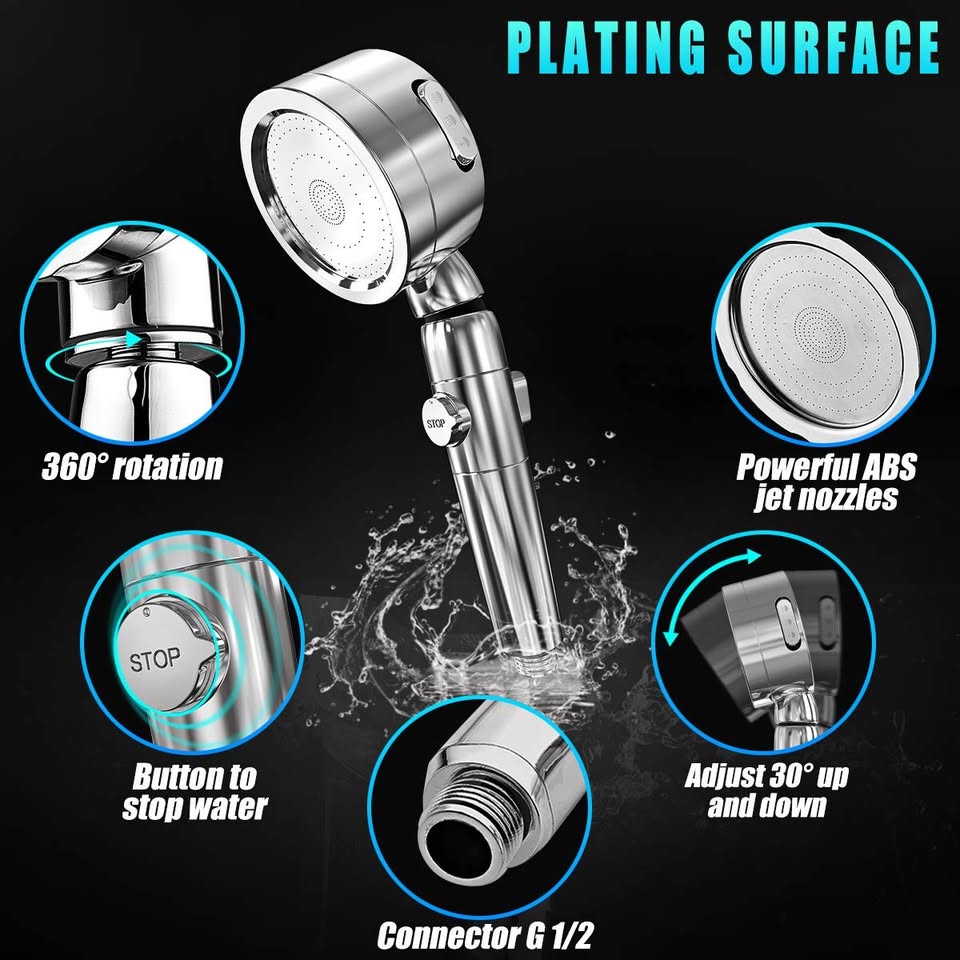 PLATING SURFACE
STOP
360° rotation
Powerful ABS
jet nozzles
STOP
Button to
stop water
Adjust 30° up
and down
Connector G 1/2